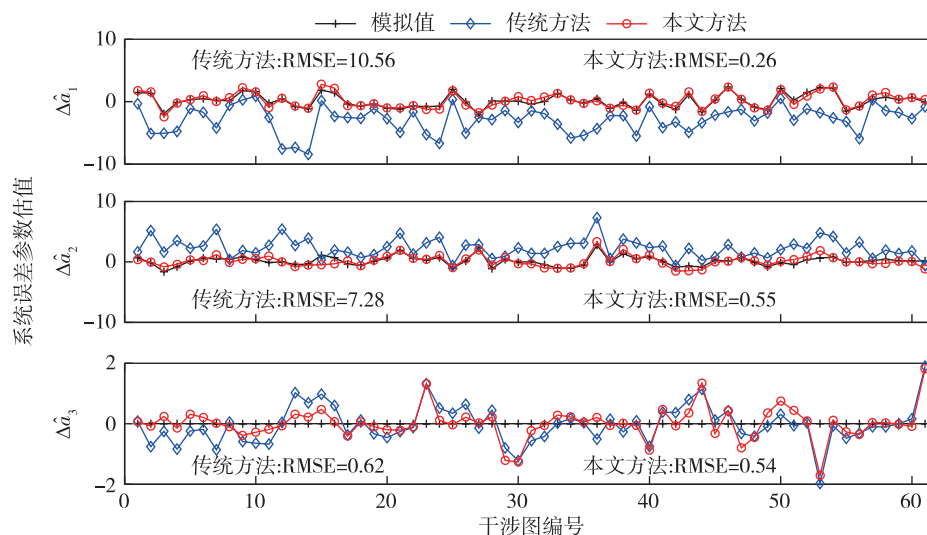 模拟值 传统方法 本文方法
10
传统方法:RMSE=10.56 本文方法:RMSE=0.26
Δâ₁
0
-10
系统误差参数估值
10
Δâ₂
0
传统方法:RMSE=7.28 本文方法:RMSE=0.55
-10
2
Δâ₃
0
传统方法:RMSE=0.62 本文方法:RMSE=0.54
-2
0 10 20 30 40 50 60
干涉图编号